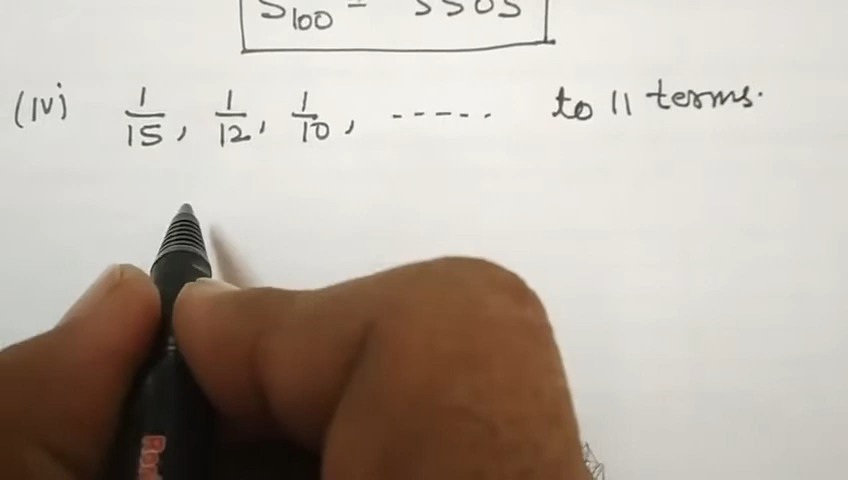 S₁₀₀ = 5505
(iv) 1/15, 1/12, 1/10, ------ to 11 terms.